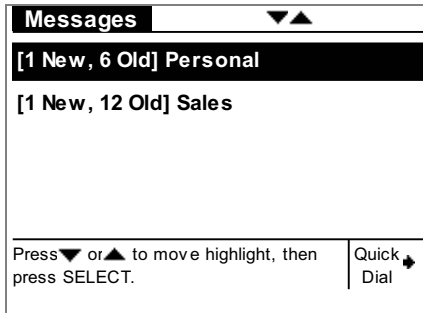 Messages ▼▲
[1 New, 6 Old] Personal
[1 New, 12 Old] Sales
Press ▼ or ▲ to move highlight, then
press SELECT.
Quick
Dial